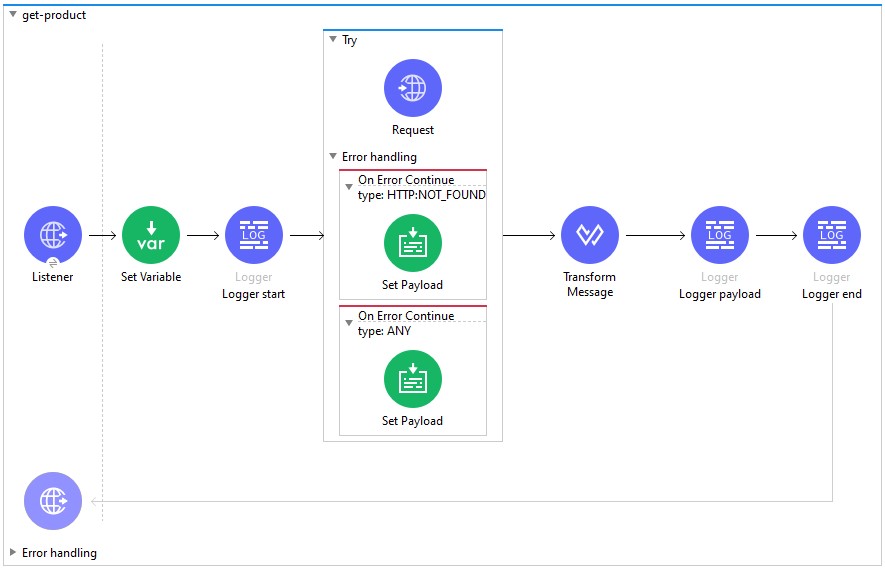 get-product
Try
Request
Error handling
On Error Continue
type: HTTP:NOT_FOUND
Set Payload
On Error Continue
type: ANY
Set Payload
Listener
var
Set Variable
LOG
Logger
Logger start
Transform
Message
LOG
Logger
Logger payload
LOG
Logger
Logger end
Error handling